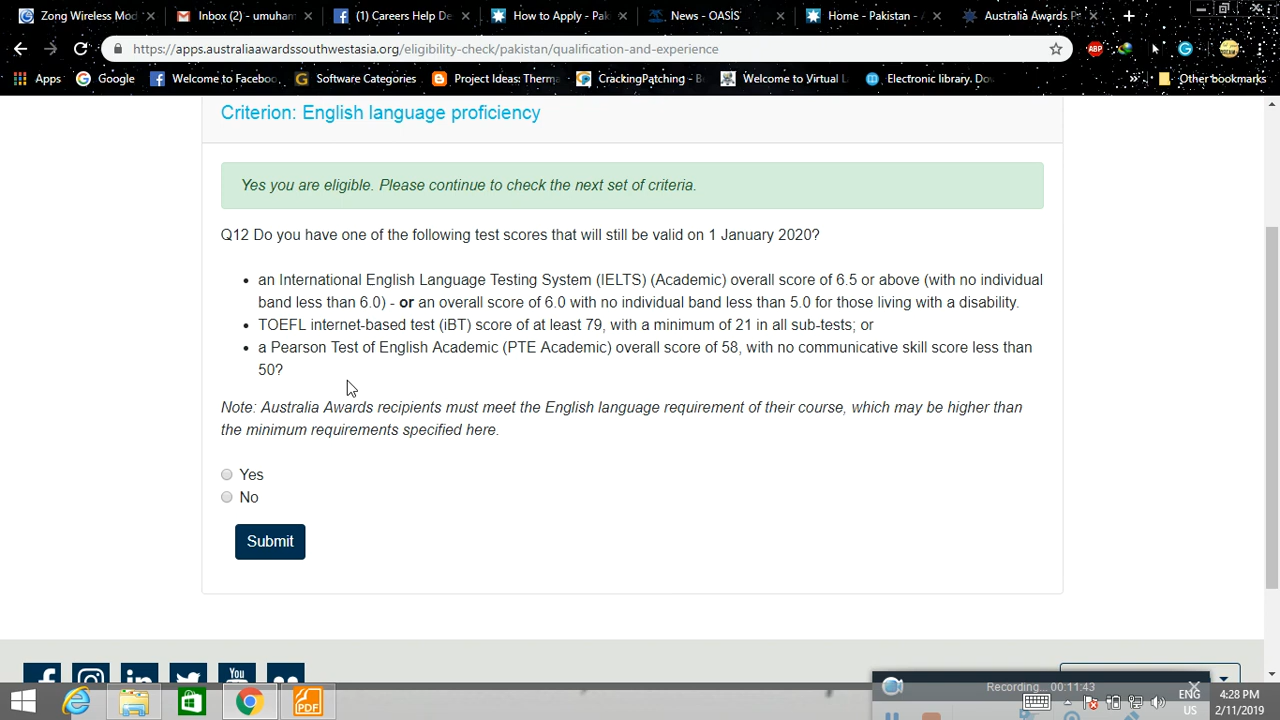 Zong Wireless Mod
Inbox (2) - umuham
(1) Careers Help De
How to Apply - Pak
News - OASIS
Home - Pakistan - A
Australia Awards P
https://apps.australiaawardssouthwestasia.org/eligibility-check/pakistan/qualification-and-experience
ABP
Apps
Google
Welcome to Faceboo
Software Categories
Project Ideas: Therma
CrackingPatching - B
Welcome to Virtual L
Electronic library. Do
Other bookmarks
Criterion: English language proficiency
Yes you are eligible. Please continue to check the next set of criteria.
Q12 Do you have one of the following test scores that will still be valid on 1 January 2020?
• an International English Language Testing System (IELTS) (Academic) overall score of 6.5 or above (with no individual
band less than 6.0) - or an overall score of 6.0 with no individual band less than 5.0 for those living with a disability.
• TOEFL internet-based test (iBT) score of at least 79, with a minimum of 21 in all sub-tests; or
• a Pearson Test of English Academic (PTE Academic) overall score of 58, with no communicative skill score less than
50?
Note: Australia Awards recipients must meet the English language requirement of their course, which may be higher than
the minimum requirements specified here.
Yes
No
Submit
You
Recording... 00:11:43
PDF
ENG
US
4:28 PM
2/11/2019